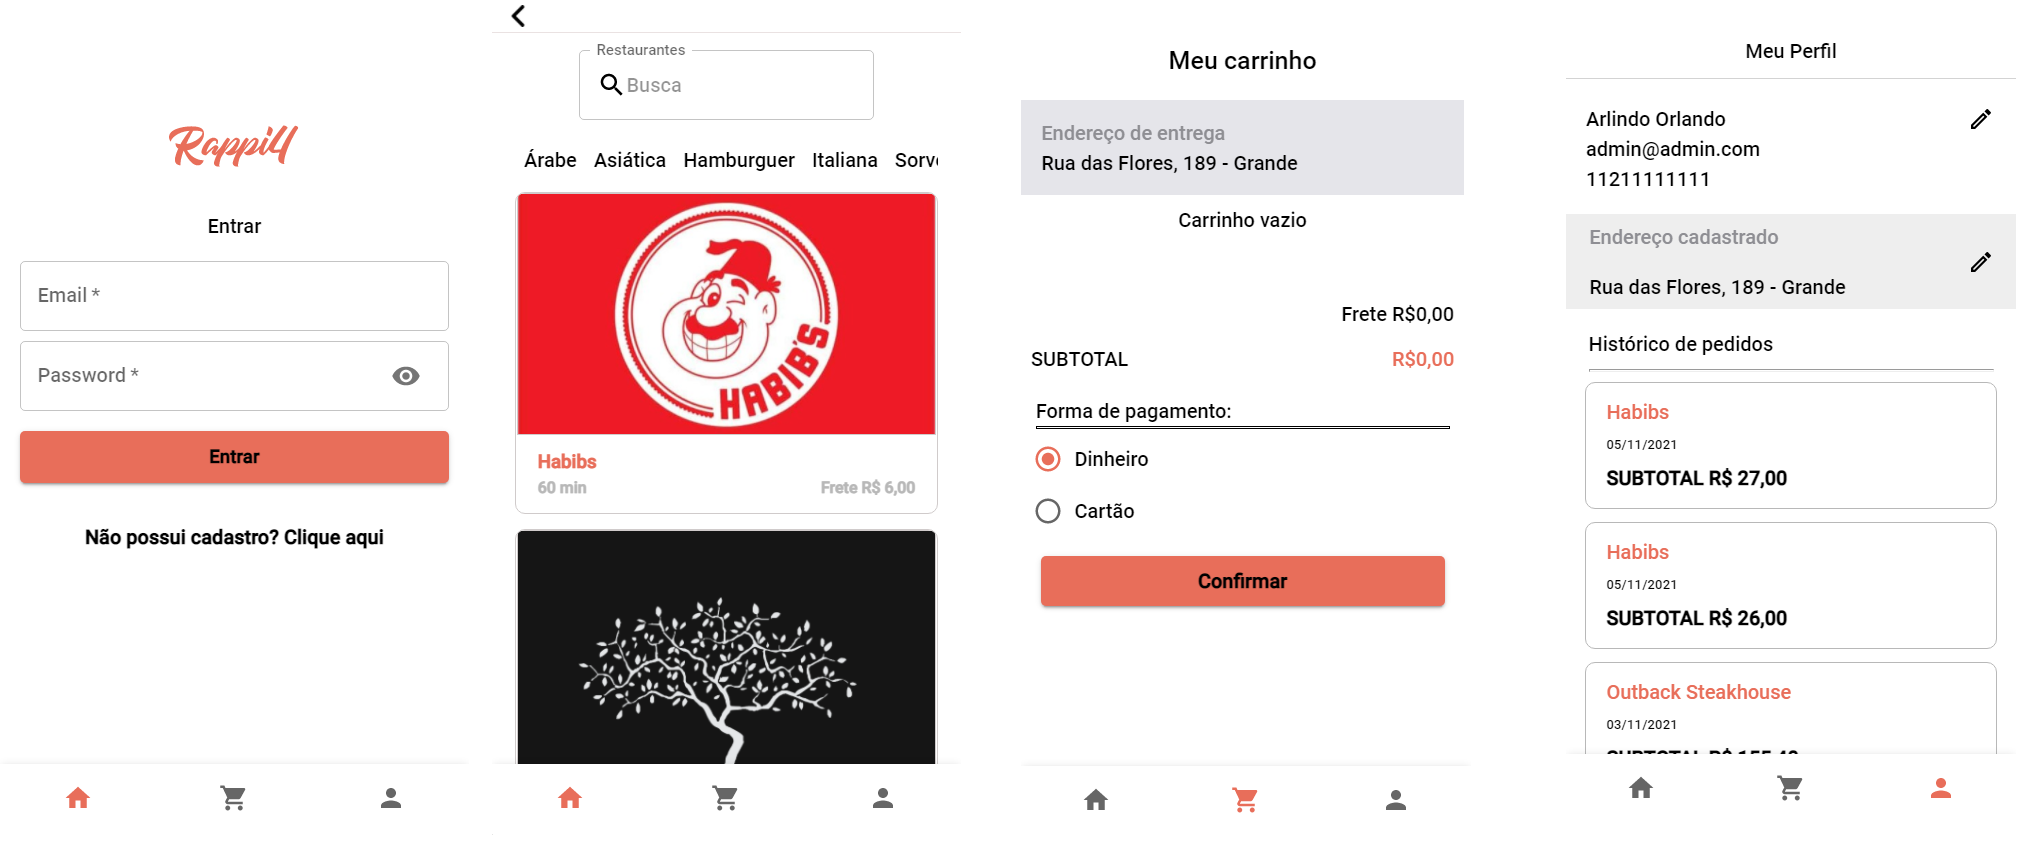 Rappi4
Entrar
Email *
Password *
Entrar
Não possui cadastro? Clique aqui
Restaurantes
Busca
Árabe Asiática Hamburguer Italiana Sorve
HABIB'S
Habibs
60 min Frete R$ 6,00
Meu carrinho
Endereço de entrega
Rua das Flores, 189 - Grande
Carrinho vazio
Frete R$0,00
SUBTOTAL R$0,00
Forma de pagamento:
Dinheiro
Cartão
Confirmar
Meu Perfil
Arlindo Orlando
admin@admin.com
11211111111
Endereço cadastrado
Rua das Flores, 189 - Grande
Histórico de pedidos
Habibs
05/11/2021
SUBTOTAL R$ 27,00
Habibs
05/11/2021
SUBTOTAL R$ 26,00
Outback Steakhouse
03/11/2021
SUBTOTAL R$